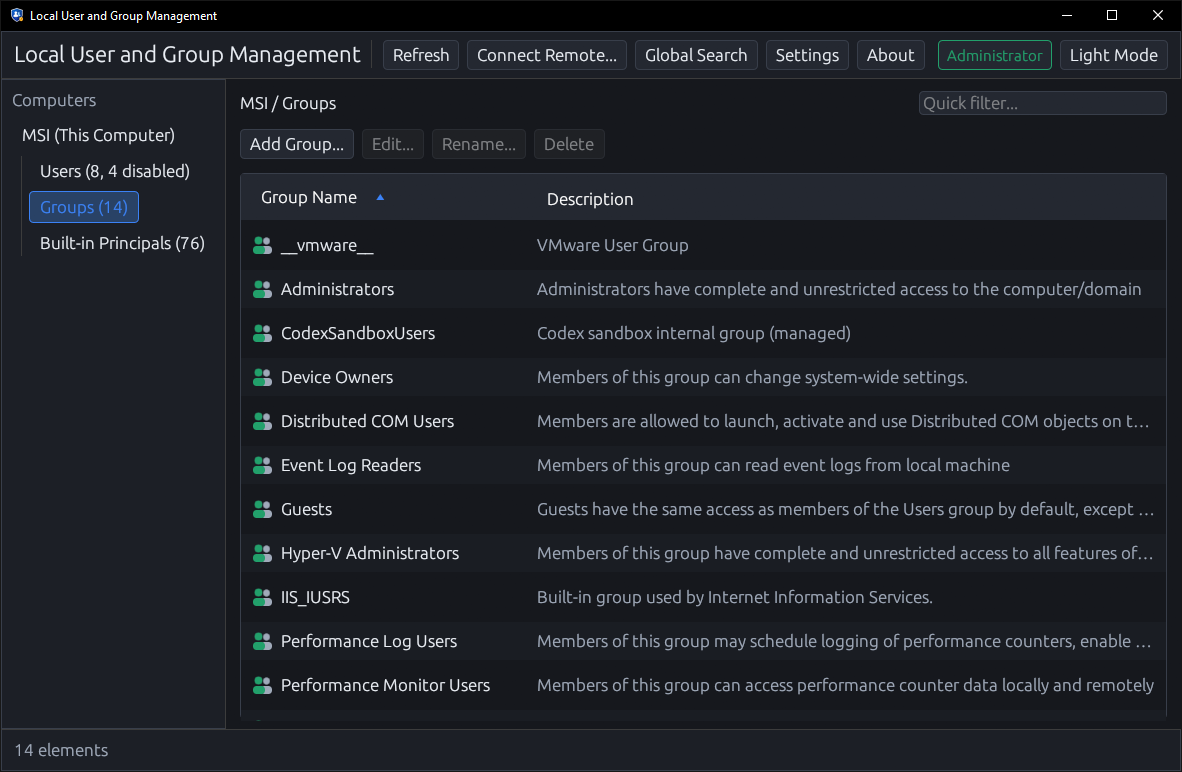 Local User and Group Management
Local User and Group Management Refresh Connect Remote... Global Search Settings About Administrator Light Mode
Computers
MSI (This Computer)
Users (8, 4 disabled)
Groups (14)
Built-in Principals (76)
MSI / Groups Quick filter...
Add Group... Edit... Rename... Delete
Group Name Description
__vmware__ VMware User Group
Administrators Administrators have complete and unrestricted access to the computer/domain
CodexSandboxUsers Codex sandbox internal group (managed)
Device Owners Members of this group can change system-wide settings.
Distributed COM Users Members are allowed to launch, activate and use Distributed COM objects on t...
Event Log Readers Members of this group can read event logs from local machine
Guests Guests have the same access as members of the Users group by default, except ...
Hyper-V Administrators Members of this group have complete and unrestricted access to all features of...
IIS_IUSRS Built-in group used by Internet Information Services.
Performance Log Users Members of this group may schedule logging of performance counters, enable ...
Performance Monitor Users Members of this group can access performance counter data locally and remotely
14 elements